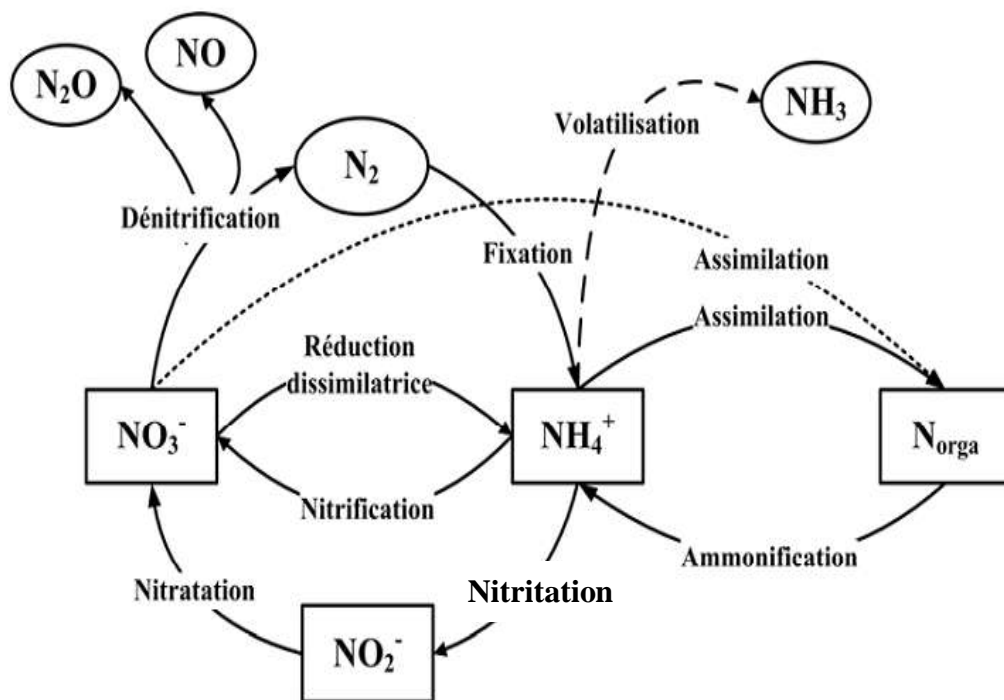 NO
N₂O
NH₃
Volatilisation
N₂
Dénitrification
Fixation
Assimilation
Assimilation
Réduction
dissimilatrice
NO₃⁻
NH₄⁺
Norga
Nitrification
Ammonification
Nitratation
Nitritation
NO₂⁻